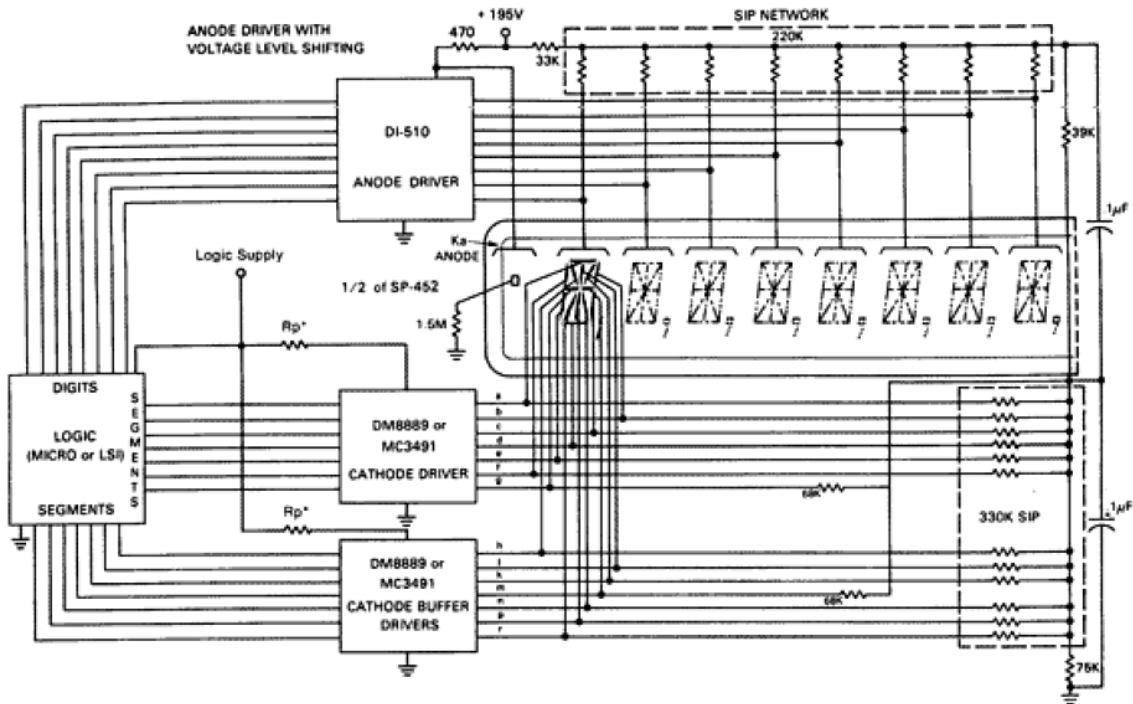 ANODE DRIVER WITH
VOLTAGE LEVEL SHIFTING
+ 195V
470
33K
SIP NETWORK
220K
DI-510
ANODE DRIVER
39K
1µF
Ka
ANODE
Logic Supply
1/2 of SP-452
1.5M
Rp*
DIGITS
LOGIC
(MICRO or LSI)
SEGMENTS
SEGMENTS
DM8889 or
MC3491
CATHODE DRIVER
a
b
c
d
e
f
g
68K
330K SIP
1µF
Rp*
DM8889 or
MC3491
CATHODE BUFFER
DRIVERS
h
j
k
m
n
p
r
68K
75K